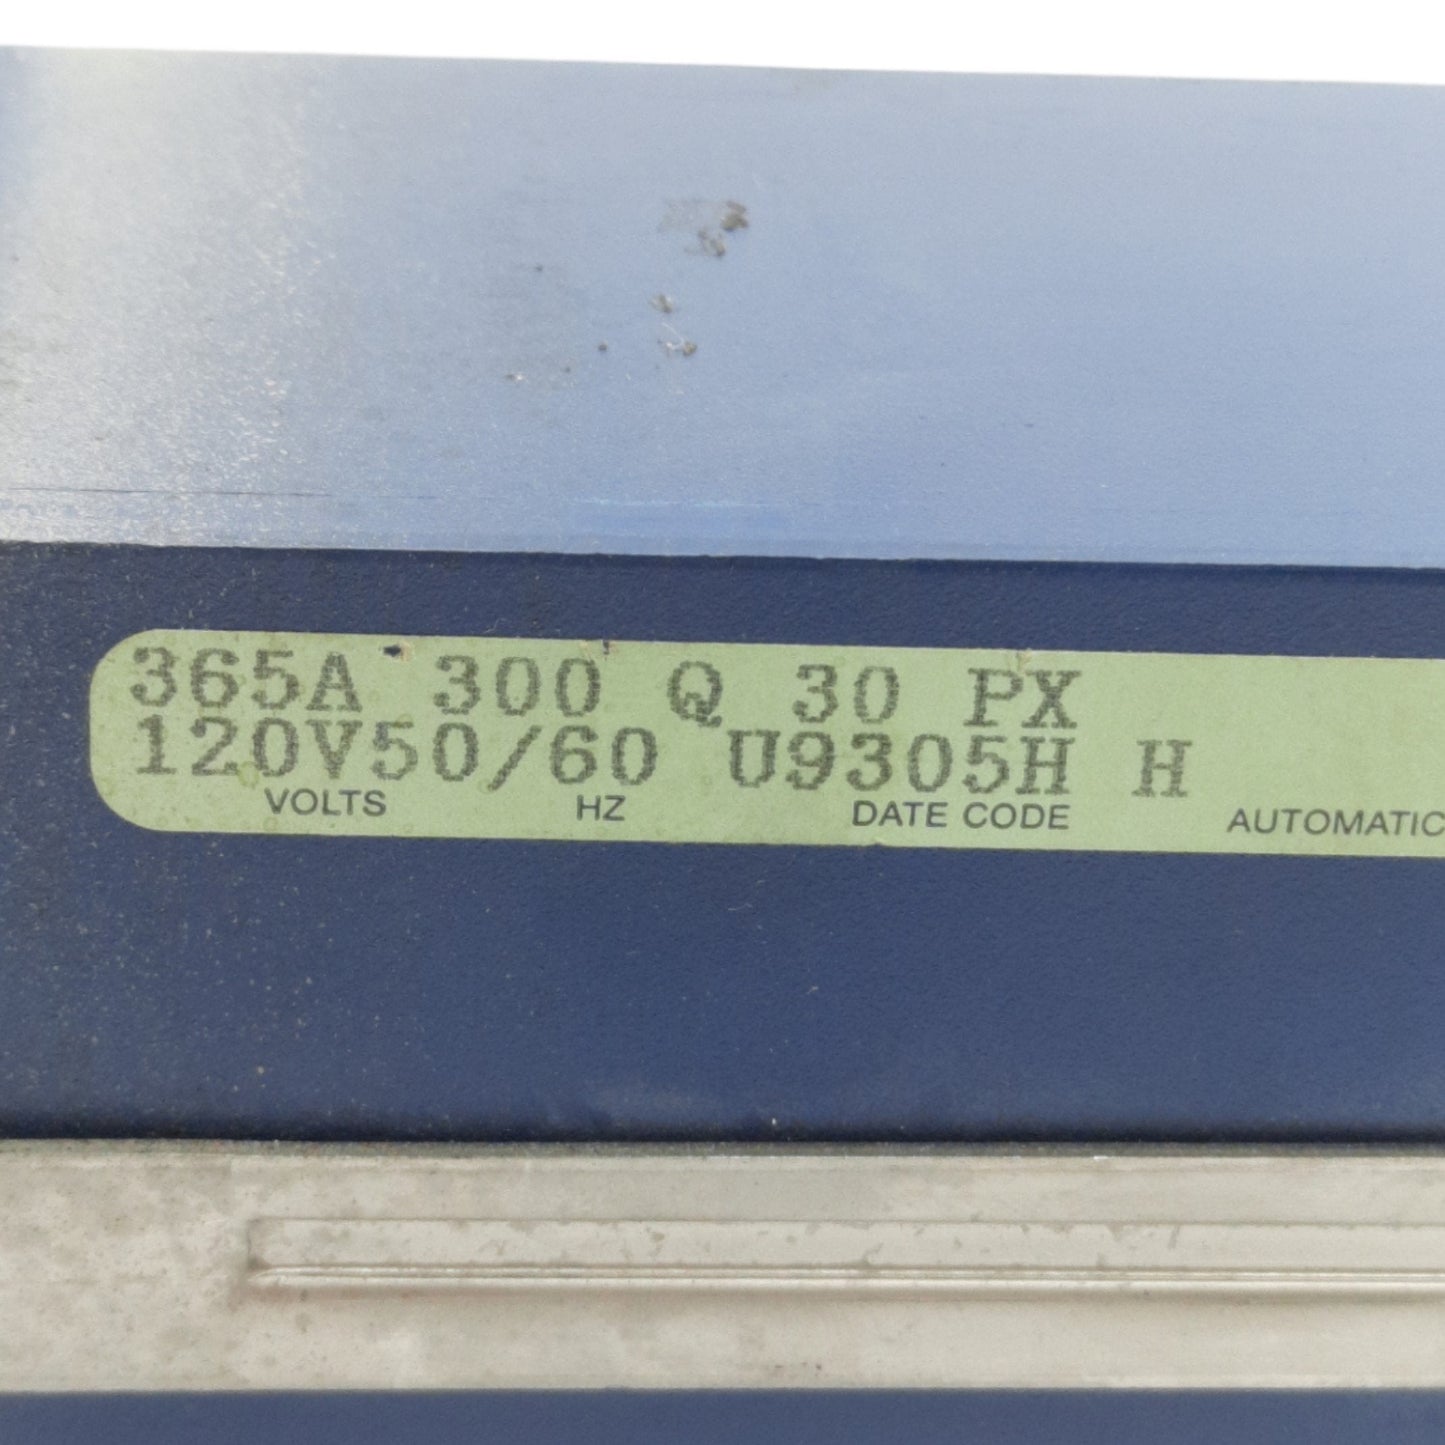 365A 300 Q 30 PX
120V50/60 U9305H H
VOLTS HZ DATE CODE AUTOMATIC